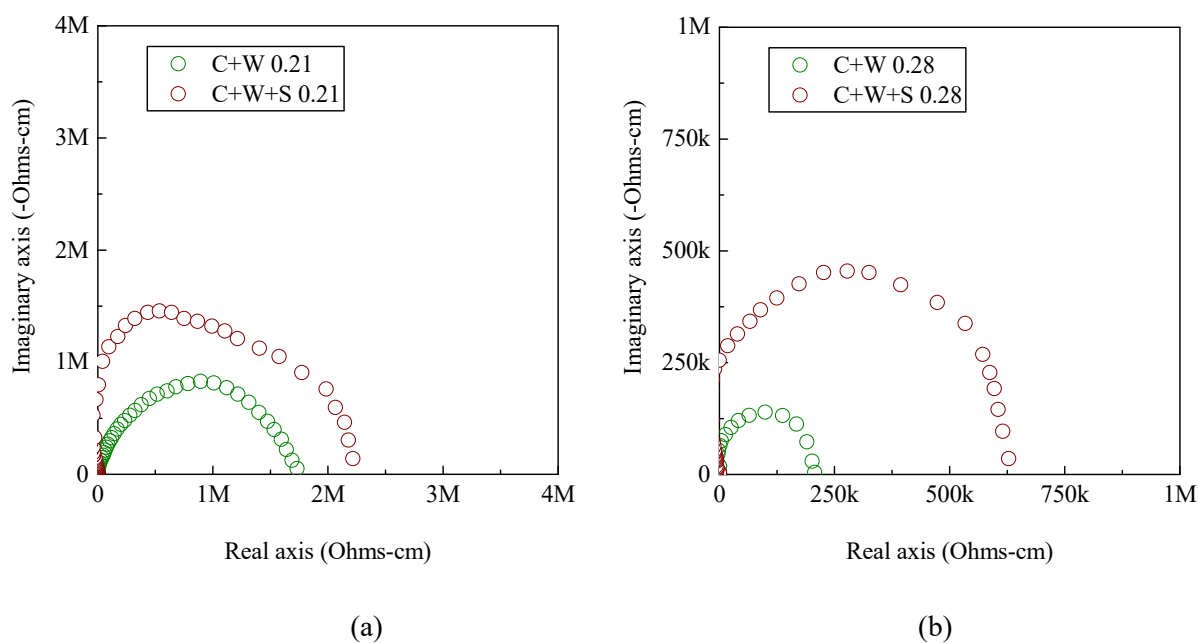 4M
3M
2M
1M
0
C+W 0.21
C+W+S 0.21
Imaginary axis (-Ohms-cm)
0
1M
2M
3M
4M
Real axis (Ohms-cm)
(a)
1M
750k
500k
250k
0
C+W 0.28
C+W+S 0.28
Imaginary axis (-Ohms-cm)
0
250k
500k
750k
1M
Real axis (Ohms-cm)
(b)